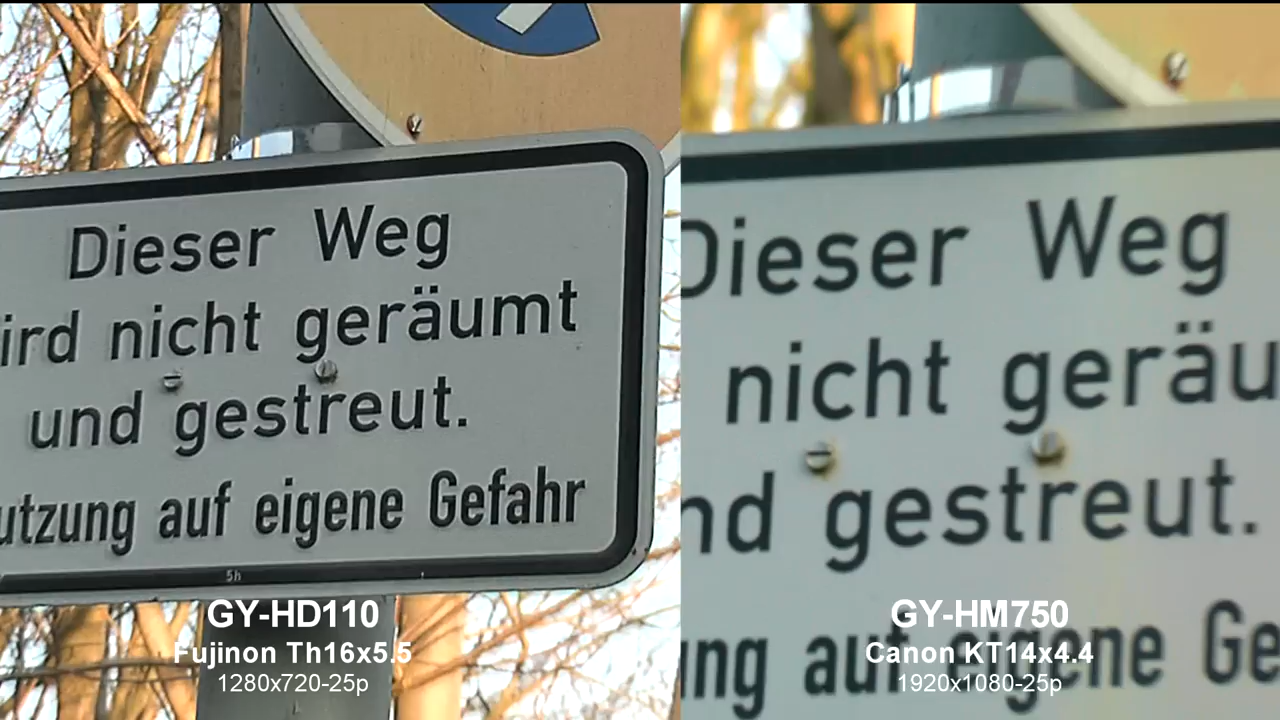 Dieser Weg
ird nicht geräumt
und gestreut.
utzung auf eigene Gefahr
5h
GY-HD110
Fujinon Th16x5.5
1280x720-25p
Dieser Weg
nicht geräu
nd gestreut.
ung auf eigene Ge
GY-HM750
Canon KT14x4.4
1920x1080-25p